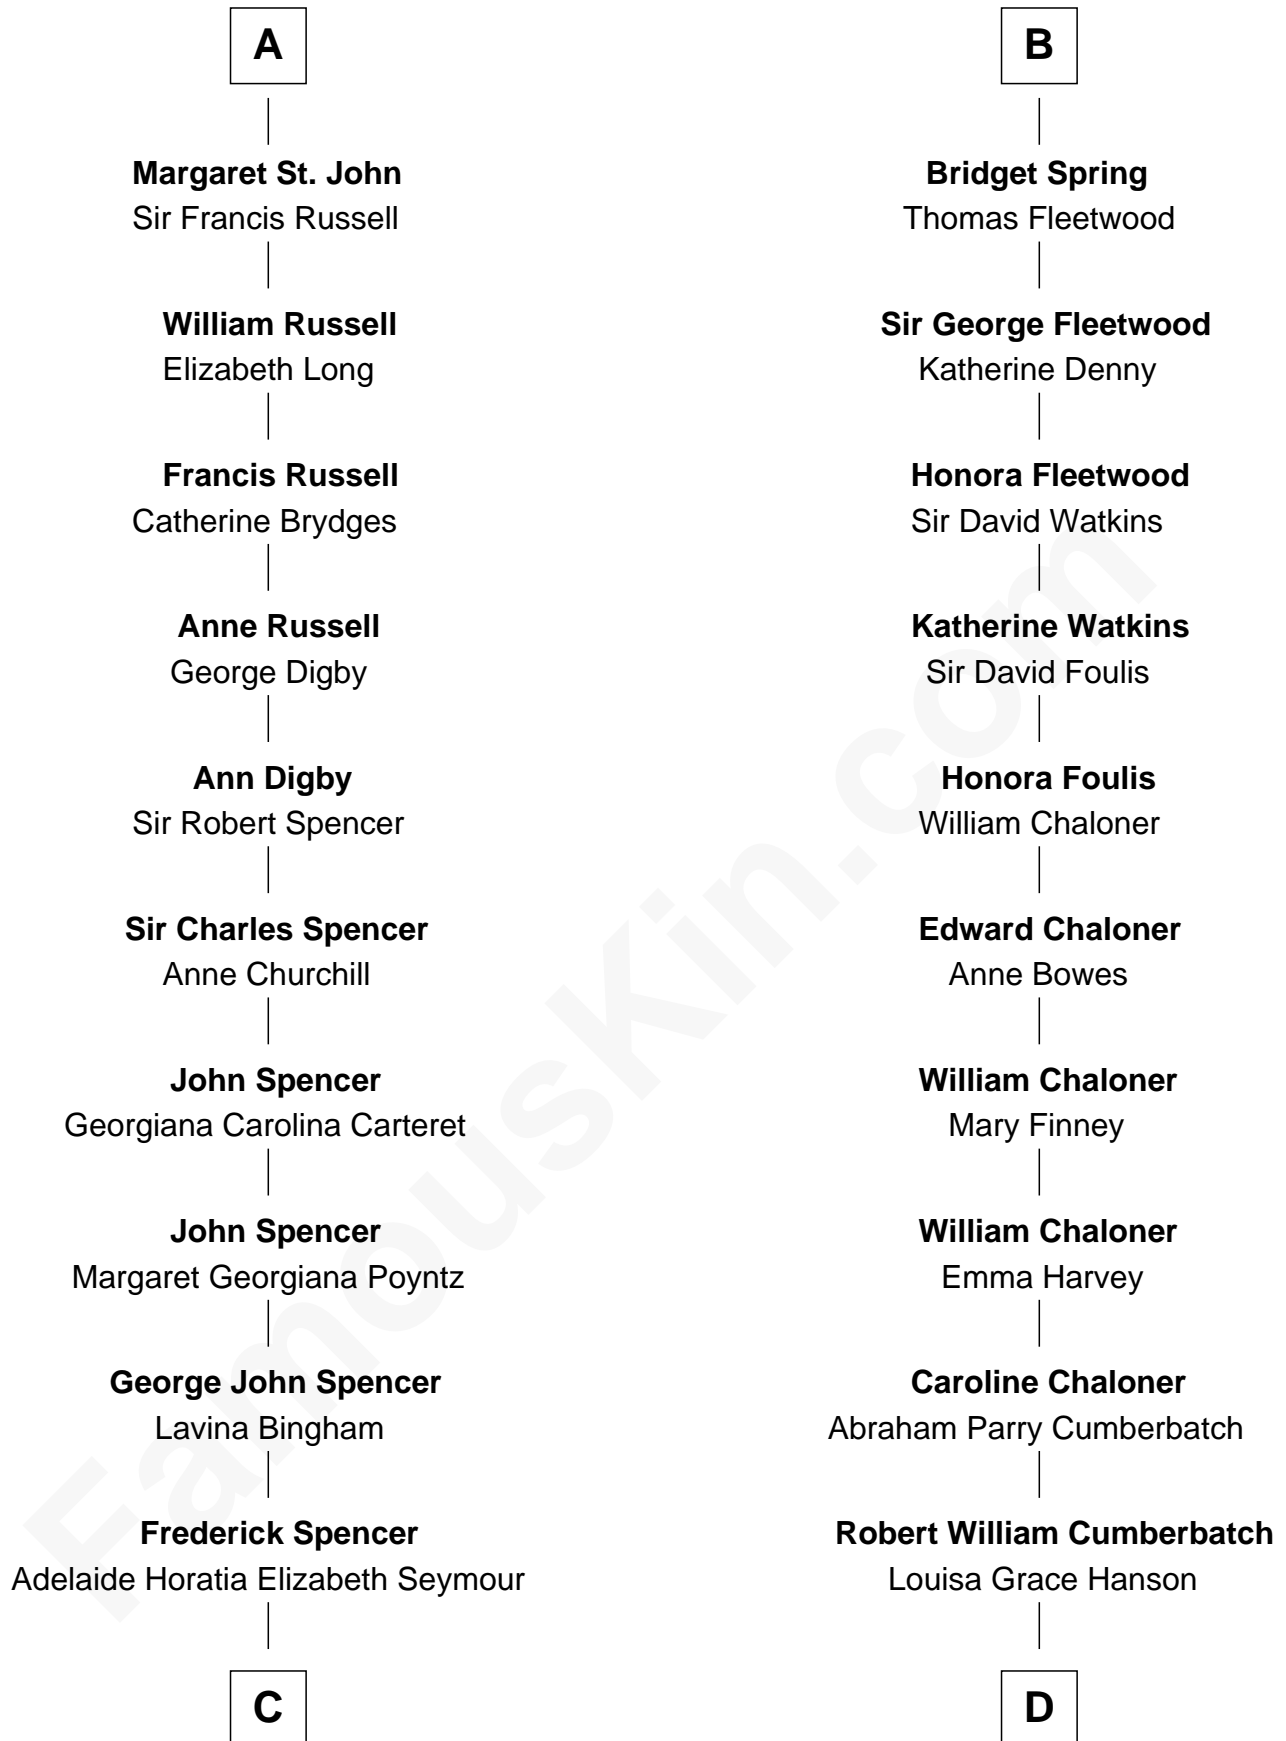 A
Margaret St. John
Sir Francis Russell
William Russell
Elizabeth Long
Francis Russell
Catherine Brydges
Anne Russell
George Digby
Ann Digby
Sir Robert Spencer
Sir Charles Spencer
Anne Churchill
John Spencer
Georgiana Carolina Carteret
John Spencer
Margaret Georgiana Poyntz
George John Spencer
Lavina Bingham
Frederick Spencer
Adelaide Horatia Elizabeth Seymour
C
B
Bridget Spring
Thomas Fleetwood
Sir George Fleetwood
Katherine Denny
Honora Fleetwood
Sir David Watkins
Katherine Watkins
Sir David Foulis
Honora Foulis
William Chaloner
Edward Chaloner
Anne Bowes
William Chaloner
Mary Finney
William Chaloner
Emma Harvey
Caroline Chaloner
Abraham Parry Cumberbatch
Robert William Cumberbatch
Louisa Grace Hanson
D
FamousKin.com